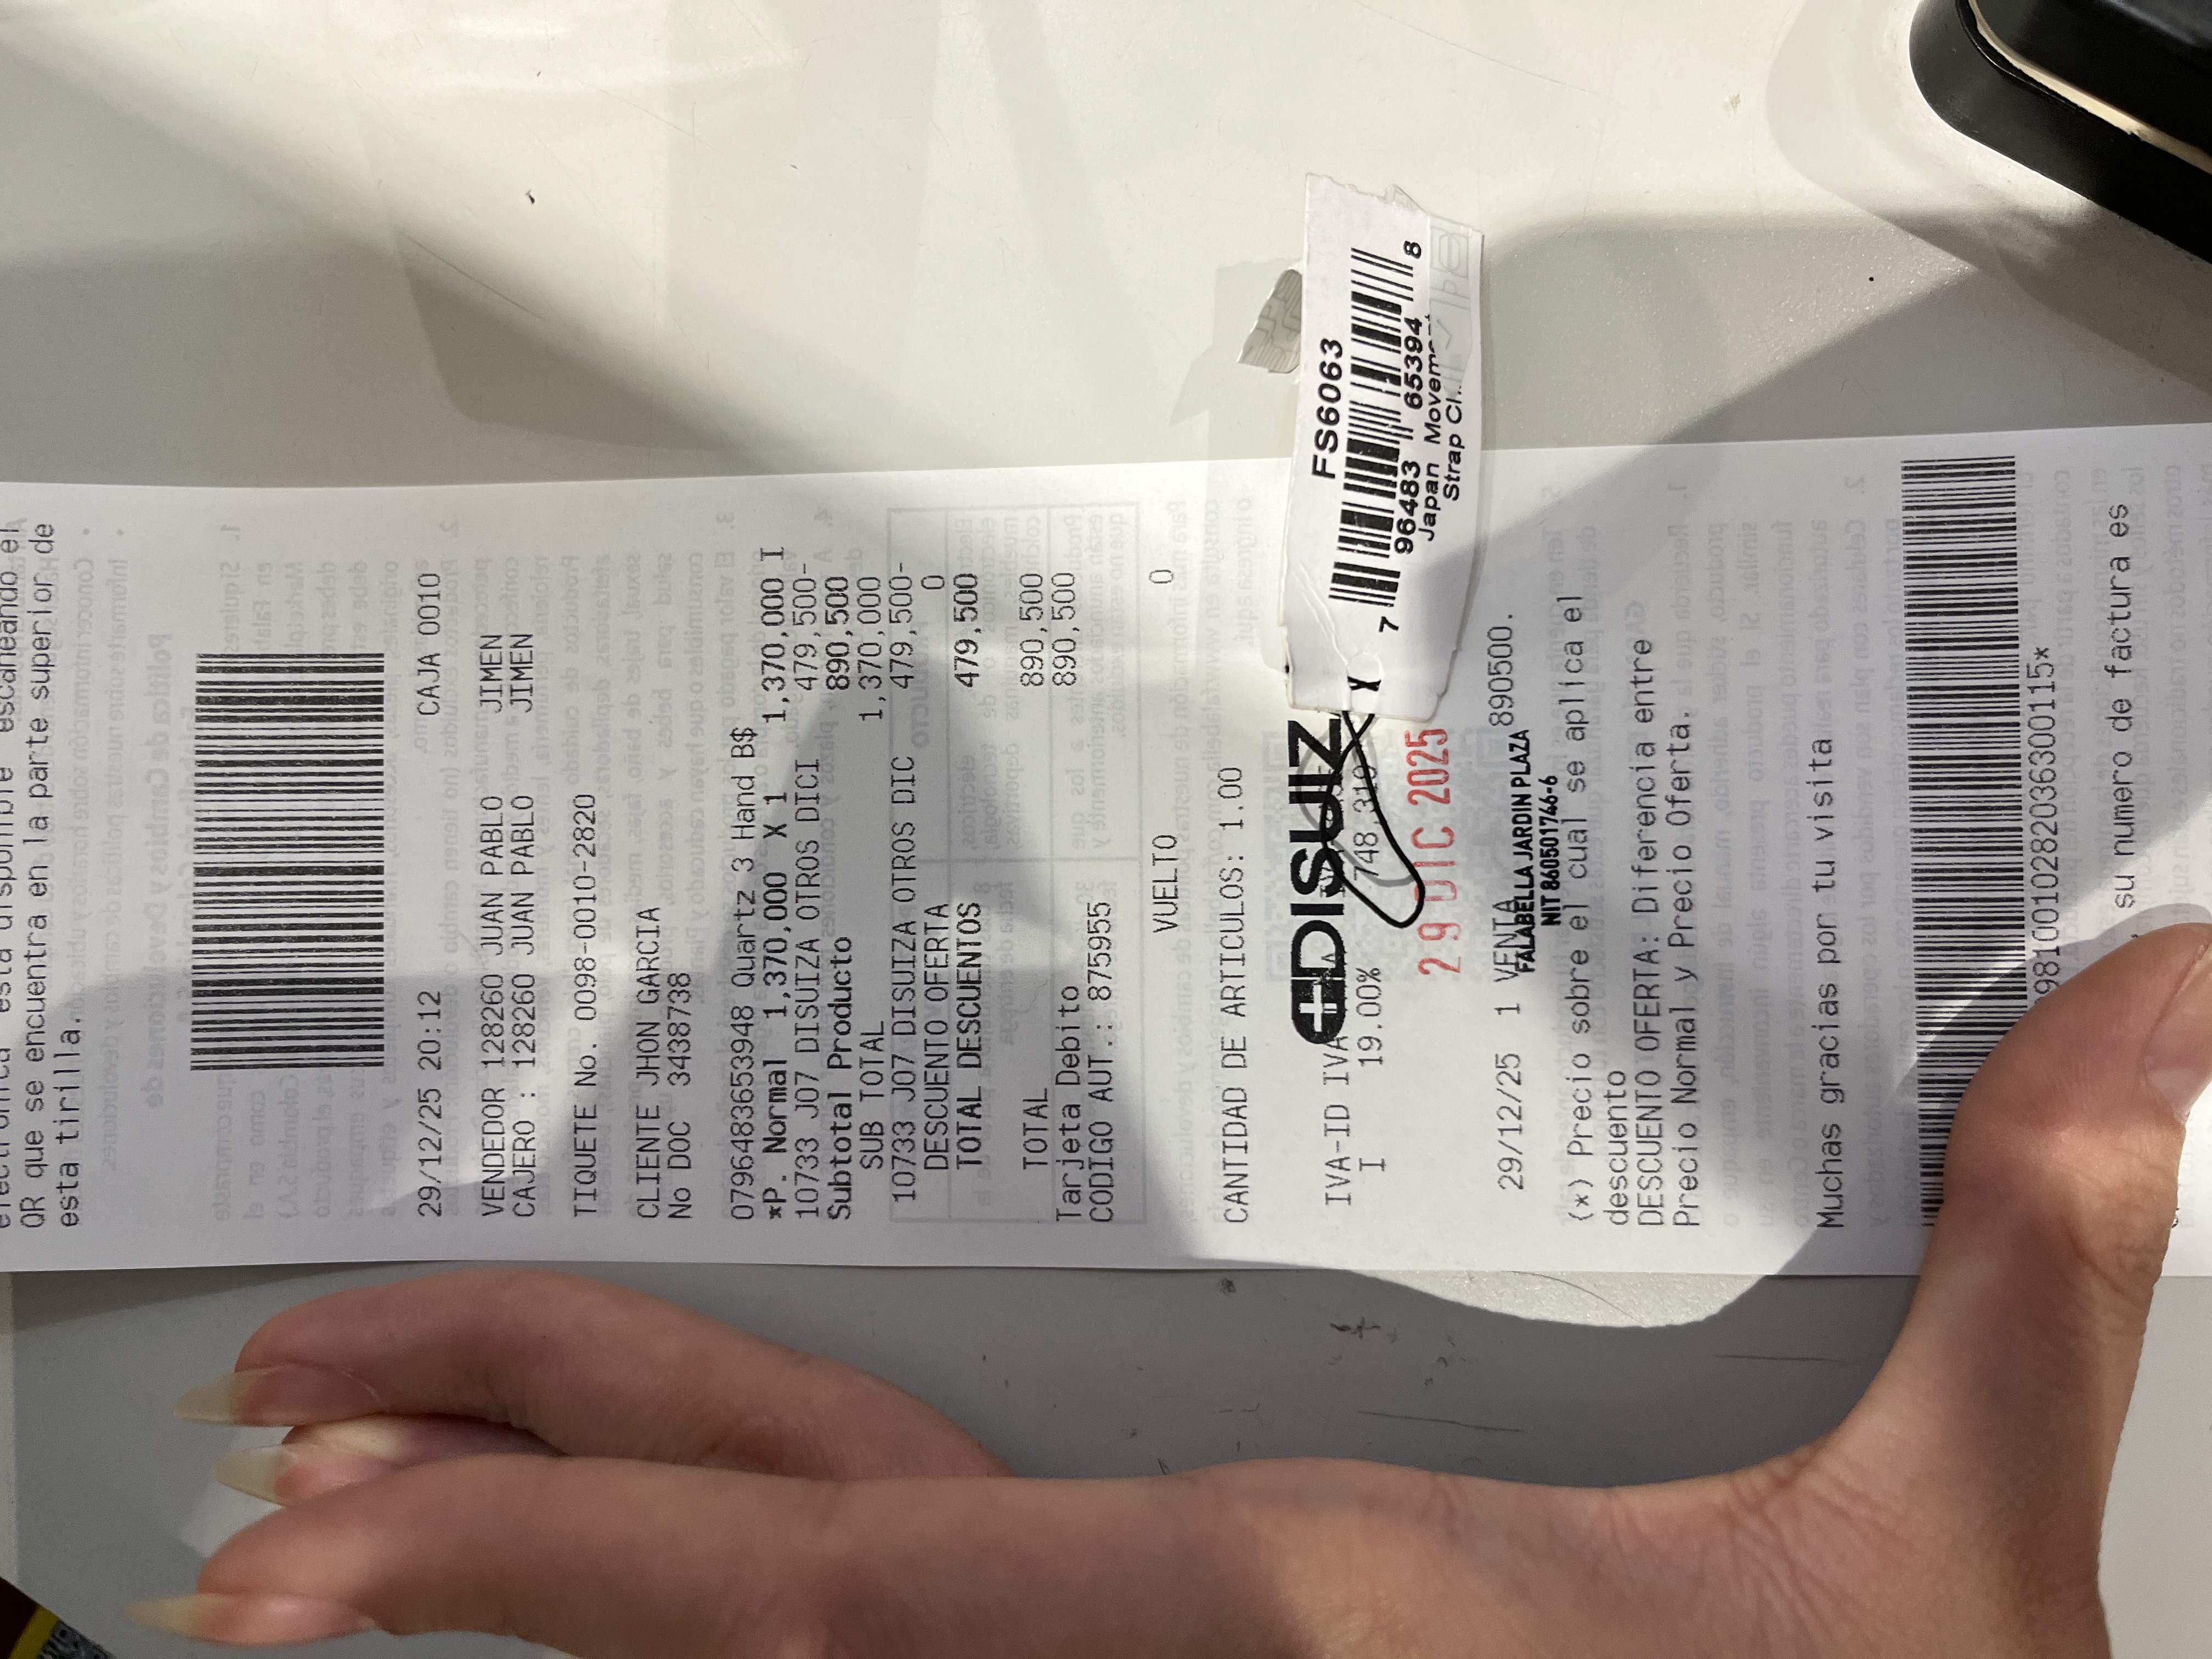 QR que se encuentra en la parte superior de
esta tirilla.
29/12/25 20:12 CAJA 0010
VENDEDOR 128260 JUAN PABLO JIMEN
CAJERO : 128260 JUAN PABLO JIMEN
TIQUETE No. 0098-0010-2820
CLIENTE JHON GARCIA
No DOC 3438738
0796483653948 Quartz 3 Hand B$
*P. Normal 1,370,000 X 1 1,370,000 I
10733 J07 DISUIZA OTROS DICI 479,500-
Subtotal Producto 890,500
SUB TOTAL 1,370,000
10733 J07 DISUIZA OTROS DIC 479,500-
DESCUENTO OFERTA 0
TOTAL DESCUENTOS 479,500
TOTAL 890,500
Tarjeta Debito 890,500
CODIGO AUT.: 875955
VUELTO 0
CANTIDAD DE ARTICULOS: 1.00
DISUIZ
IVA-ID IVA
I 19.00%
29 DIC 2025
29/12/25 1 VENTA 890500.
FALABELLA JARDIN PLAZA
NIT 860501746-6
(*) Precio sobre el cual se aplica el
descuento
DESCUENTO OFERTA: Diferencia entre
Precio Normal y Precio Oferta.
Muchas gracias por tu visita
98100102820363000115*
su numero de factura es
FS6063
7 96483 65394 8
Japan
Strap